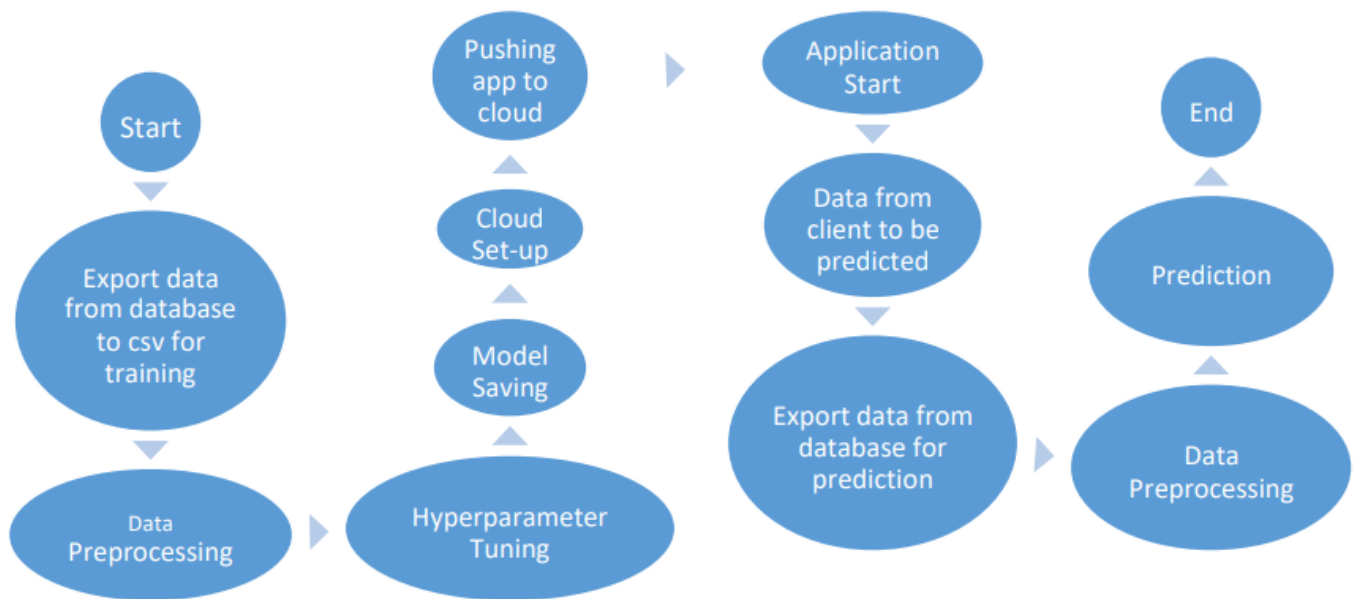 Start
Export data
from database
to csv for
training
Data
Preprocessing
Hyperparameter
Tuning
Model
Saving
Cloud
Set-up
Pushing
app to
cloud
Application
Start
Data from
client to be
predicted
Export data from
database for
prediction
Data
Preprocessing
Prediction
End